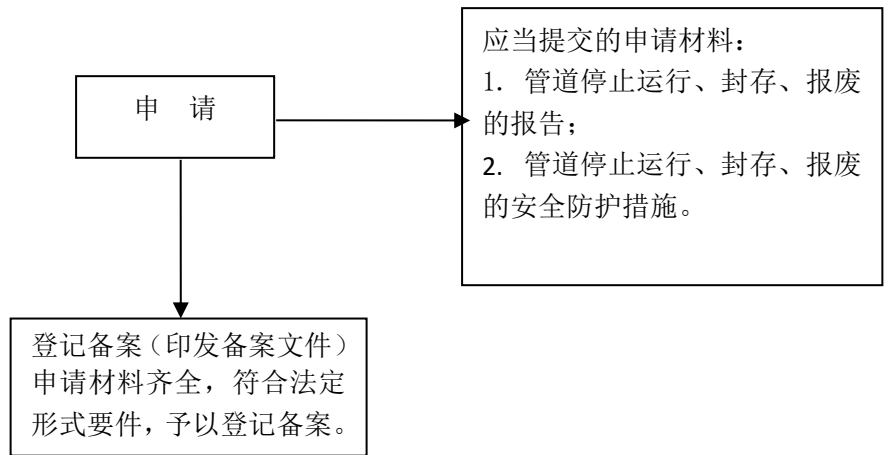 申 请
应当提交的申请材料：
1. 管道停止运行、封存、报废
的报告；
2. 管道停止运行、封存、报废
的安全防护措施。
登记备案（印发备案文件）
申请材料齐全，符合法定
形式要件，予以登记备案。